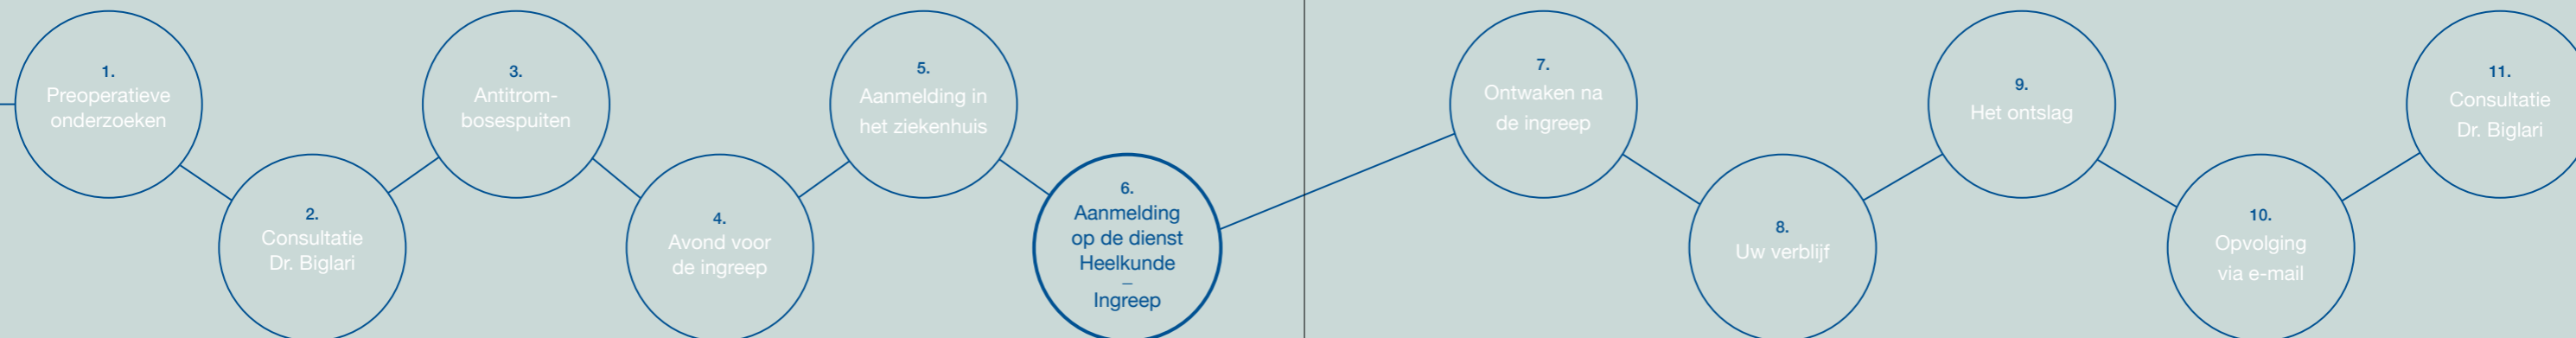 1.
Preoperatieve
onderzoeken
2.
Consultatie
Dr. Biglari
3.
Antitrom-
bosespuiten
4.
Avond voor
de ingreep
5.
Aanmelding in
het ziekenhuis
6.
Aanmelding
op de dienst
Heelkunde
–
Ingreep
7.
Ontwaken na
de ingreep
8.
Uw verblijf
9.
Het ontslag
10.
Opvolging
via e-mail
11.
Consultatie
Dr. Biglari